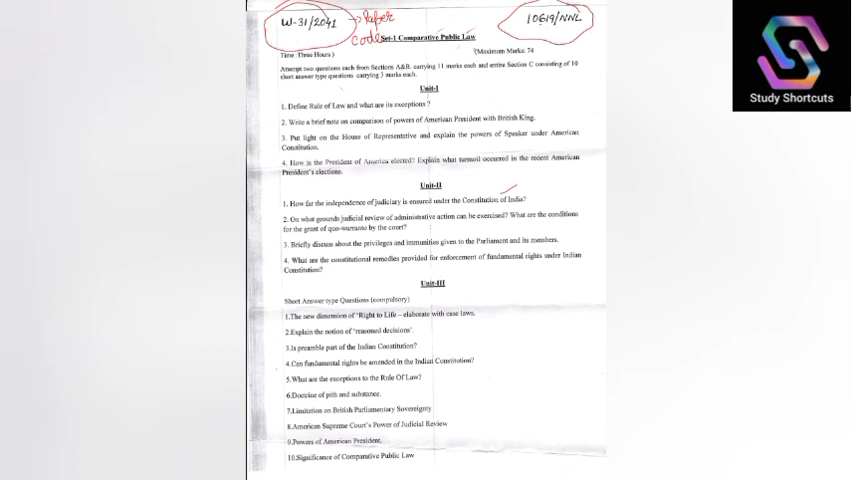 W-31/2041 → Paper code
10619/NNL
Set-1 Comparative Public Law
Time :Three Hours )
(Maximum Marks: 74
Attempt two questions each from Sections A&B, carrying 11 marks each and entire Section C consisting of 10
short answer type questions carrying 3 marks each.
Unit-I
1. Define Rule of Law and what are its exceptions ?
2. Write a brief note on comparison of powers of American President with British King.
3. Put light on the House of Representative and explain the powers of Speaker under American
Constitution.
4. How is the President of America elected? Explain what turmoil occurred in the recent American
President's elections.
Unit-II
1. How far the independence of judiciary is ensured under the Constitution of India?
2. On what grounds judicial review of administrative action can be exercised? What are the conditions
for the grant of quo-warranto by the court?
3. Briefly discuss about the privileges and immunities given to the Parliament and its members.
4. What are the constitutional remedies provided for enforcement of fundamental rights under Indian
Constitution?
Unit-III
Short Answer type Questions (compulsory)
1.The new dimension of 'Right to Life – elaborate with case laws.
2.Explain the notion of 'reasoned decisions'.
3.Is preamble part of the Indian Constitution?
4.Can fundamental rights be amended in the Indian Constitution?
5.What are the exceptions to the Rule Of Law?
6.Doctrine of pith and substance.
7.Limitation on British Parliamentary Sovereignty
8.American Supreme Court's Power of Judicial Review
9.Powers of American President.
10.Significance of Comparative Public Law
Study Shortcuts